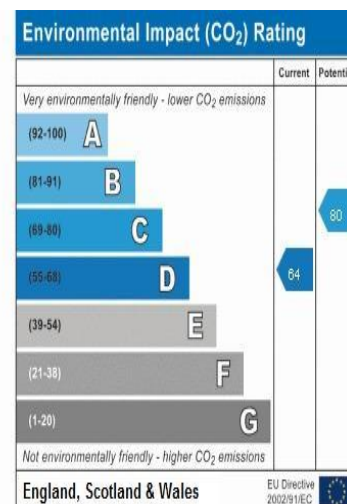 Environmental Impact (CO₂) Rating
Current Potenti
Very environmentally friendly - lower CO₂ emissions
(92-100) A
(81-91) B
(69-80) C
80
(55-68) D
64
(39-54) E
(21-38) F
(1-20) G
Not environmentally friendly - higher CO₂ emissions
England, Scotland & Wales
EU Directive
2002/91/EC